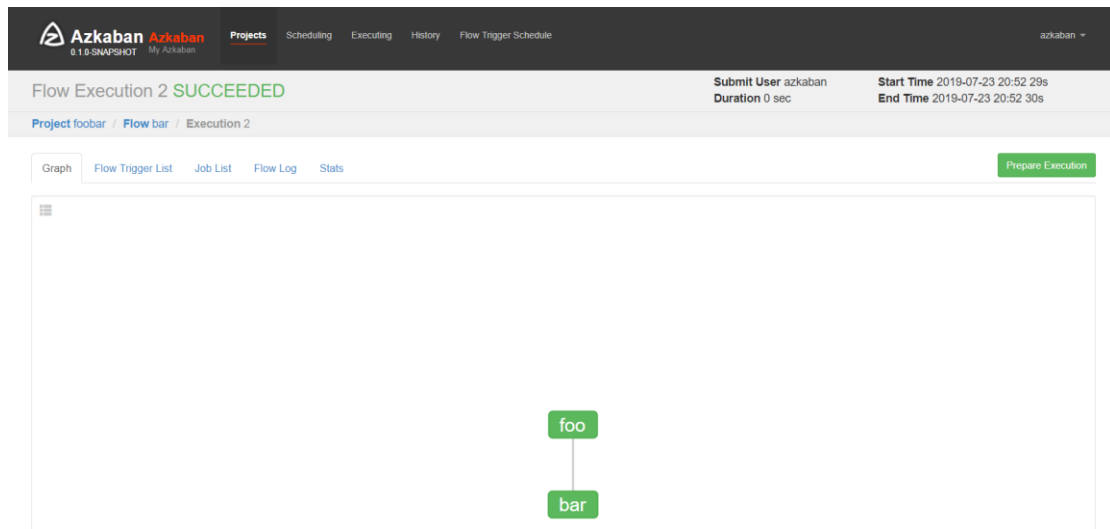 Azkaban Azkaban Projects Scheduling Executing History Flow Trigger Schedule azkaban
0.1.0-SNAPSHOT My Azkaban
Flow Execution 2 SUCCEEDED
Submit User azkaban Start Time 2019-07-23 20:52 29s
Duration 0 sec End Time 2019-07-23 20:52 30s
Project foobar / Flow bar / Execution 2
Graph Flow Trigger List Job List Flow Log Stats Prepare Execution
foo
bar